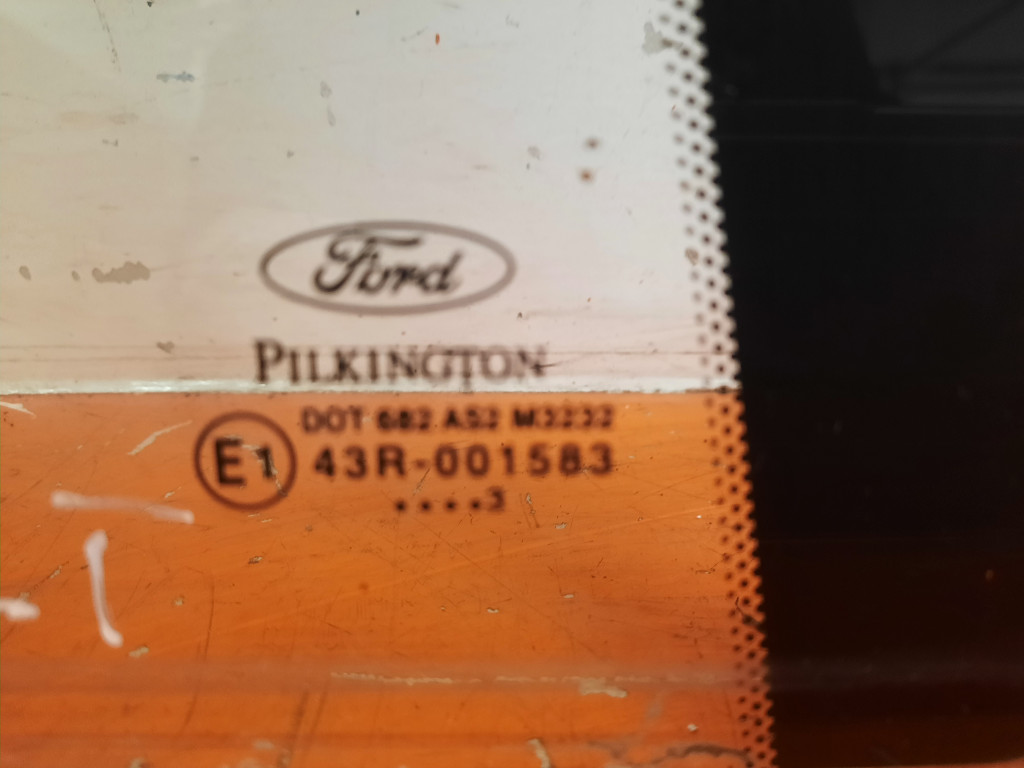 Ford
PILKINGTON
DOT 682 AS2 M3232
E1 43R-001583
....3